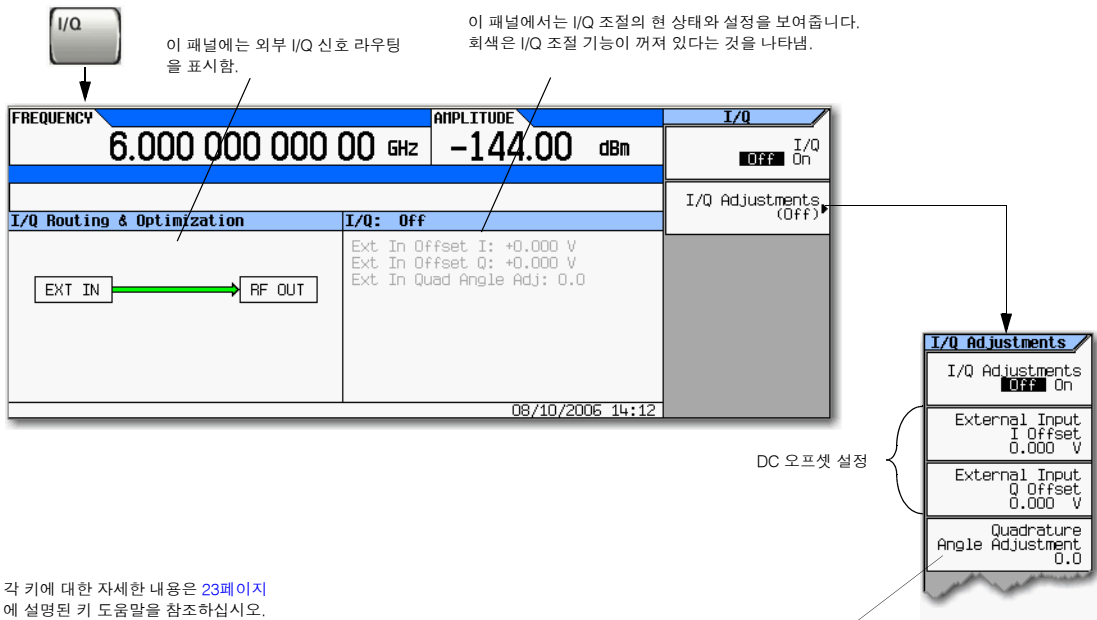 I/Q
이 패널에는 외부 I/Q 신호 라우팅
을 표시함.
이 패널에서는 I/Q 조절의 현 상태와 설정을 보여줍니다.
회색은 I/Q 조절 기능이 꺼져 있다는 것을 나타냄.
FREQUENCY
6.000 000 000 00 GHz
AMPLITUDE
-144.00 dBm
I/Q Routing & Optimization
EXT IN
RF OUT
I/Q: Off
Ext In Offset I: +0.000 V
Ext In Offset Q: +0.000 V
Ext In Quad Angle Adj: 0.0
08/10/2006 14:12
I/Q
I/Q
Off On
I/Q Adjustments
(Off)
I/Q Adjustments
I/Q Adjustments
Off On
External Input
I Offset
0.000 V
External Input
Q Offset
0.000 V
Quadrature
Angle Adjustment
0.0
DC 오프셋 설정
각 키에 대한 자세한 내용은 23페이지
에 설명된 키 도움말을 참조하십시오.